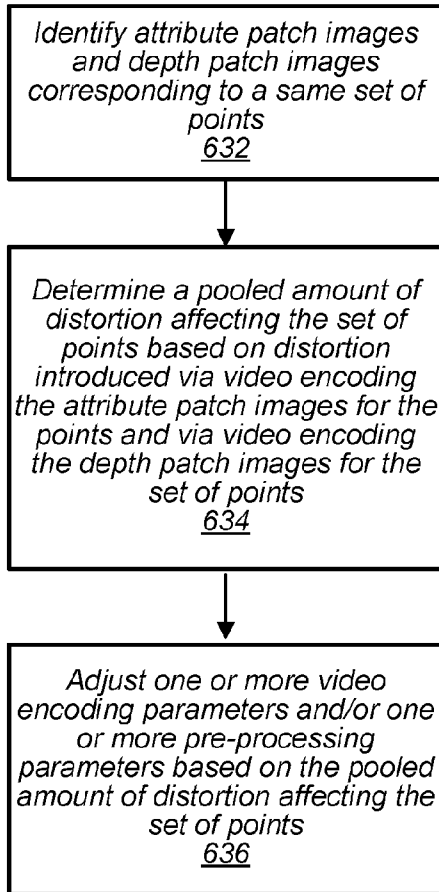 Identify attribute patch images
and depth patch images
corresponding to a same set of
points
632
Determine a pooled amount of
distortion affecting the set of
points based on distortion
introduced via video encoding
the attribute patch images for the
points and via video encoding
the depth patch images for the
set of points
634
Adjust one or more video
encoding parameters and/or one
or more pre-processing
parameters based on the pooled
amount of distortion affecting the
set of points
636